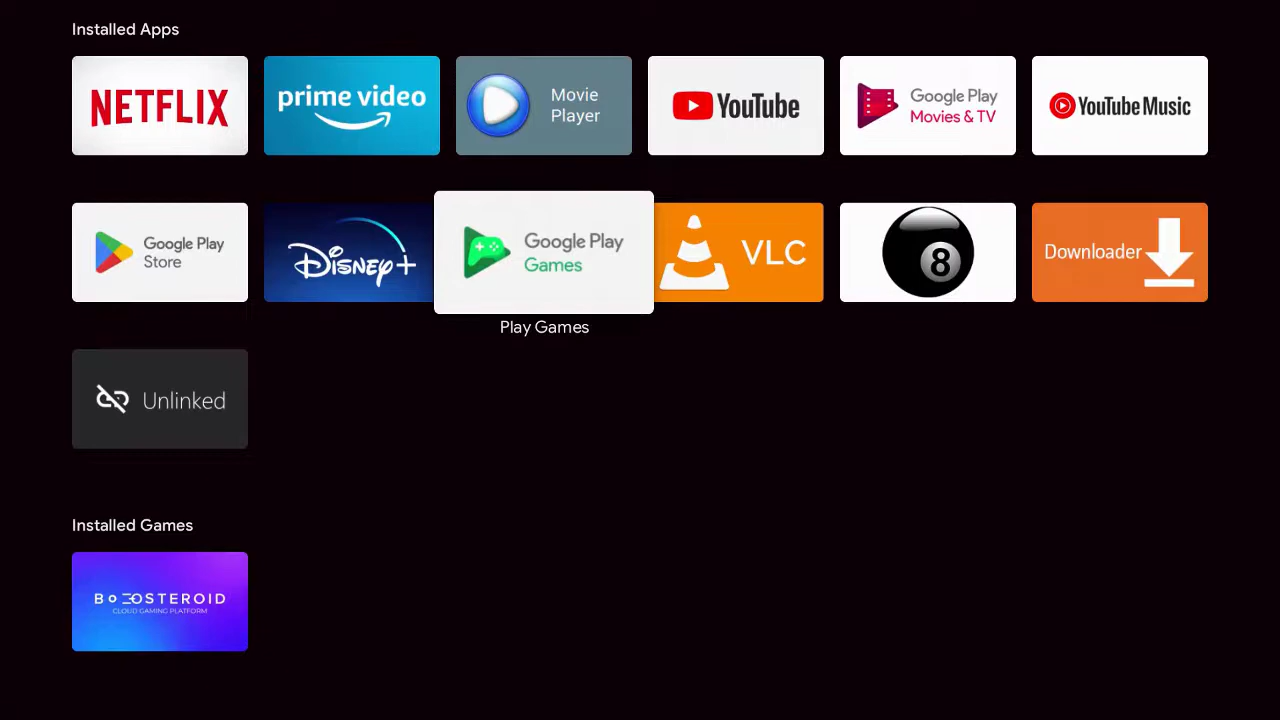 Installed Apps
NETFLIX
prime video
Movie
Player
YouTube
Google Play
Movies & TV
YouTube Music
Google Play
Store
Disney+
Google Play
Games
VLC
8
Downloader
Play Games
Unlinked
Installed Games
BOOSTEROID
CLOUD GAMING PLATFORM